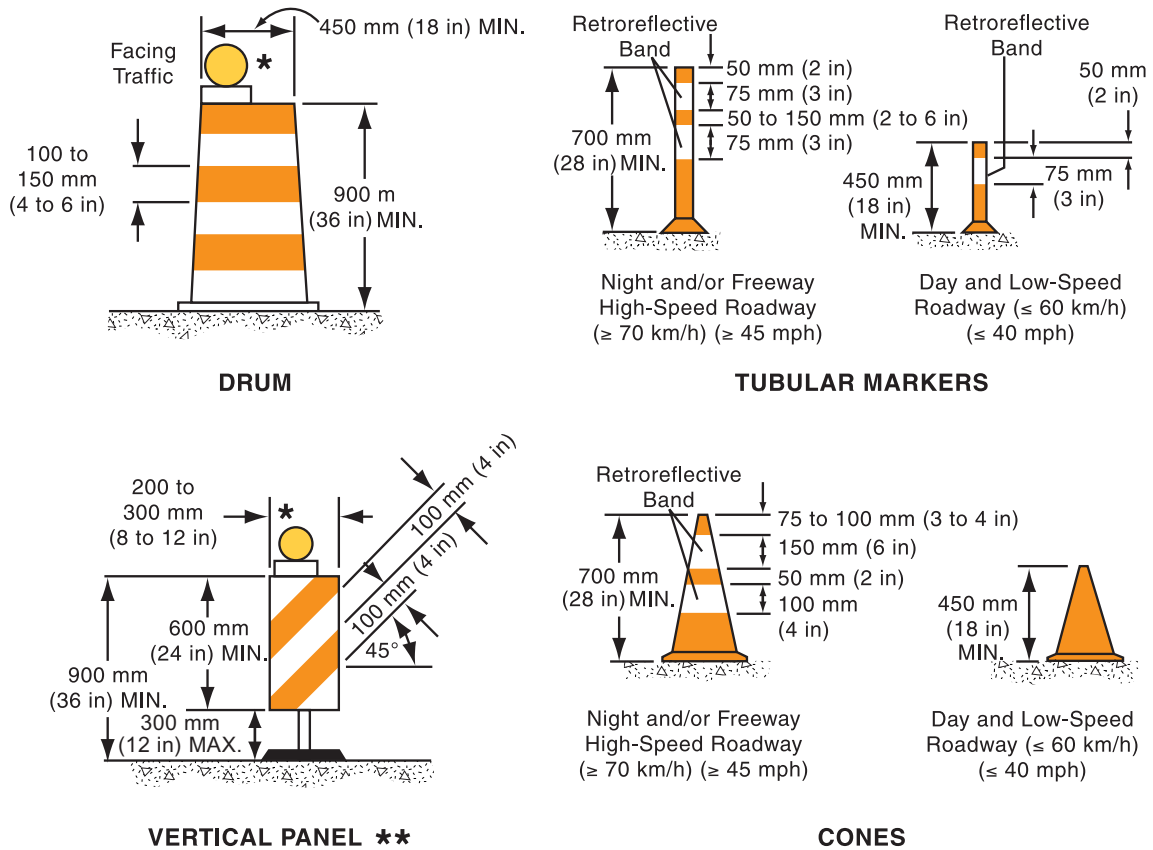 450 mm (18 in) MIN.
Facing
Traffic
*
100 to
150 mm
(4 to 6 in)
900 m
(36 in) MIN.
DRUM
Retroreflective
Band
50 mm (2 in)
75 mm (3 in)
50 to 150 mm (2 to 6 in)
75 mm (3 in)
700 mm
(28 in) MIN.
Night and/or Freeway
High-Speed Roadway
(≥ 70 km/h) (≥ 45 mph)
Retroreflective
Band
50 mm
(2 in)
75 mm
(3 in)
450 mm
(18 in)
MIN.
Day and Low-Speed
Roadway (≤ 60 km/h)
(≤ 40 mph)
TUBULAR MARKERS
200 to
300 mm
(8 to 12 in)
*
100 mm (4 in)
100 mm (4 in)
45°
600 mm
(24 in) MIN.
900 mm
(36 in) MIN.
300 mm
(12 in) MAX.
VERTICAL PANEL **
Retroreflective
Band
75 to 100 mm (3 to 4 in)
150 mm (6 in)
50 mm (2 in)
100 mm
(4 in)
700 mm
(28 in) MIN.
Night and/or Freeway
High-Speed Roadway
(≥ 70 km/h) (≥ 45 mph)
450 mm
(18 in)
MIN.
Day and Low-Speed
Roadway (≤ 60 km/h)
(≤ 40 mph)
CONES